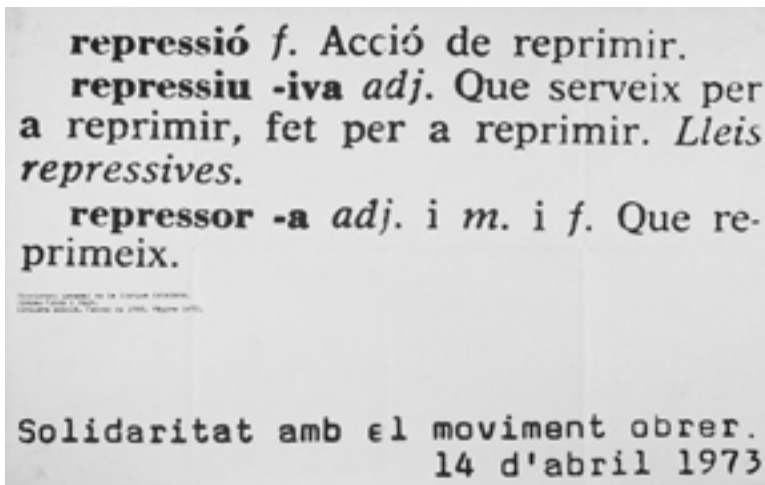 repressió f. Acció de reprimir.
repressiu -iva adj. Que serveix per
a reprimir, fet per a reprimir. Lleis
repressives.
repressor -a adj. i m. i f. Que re-
primeix.
Solidaritat amb el moviment obrer.
14 d'abril 1973